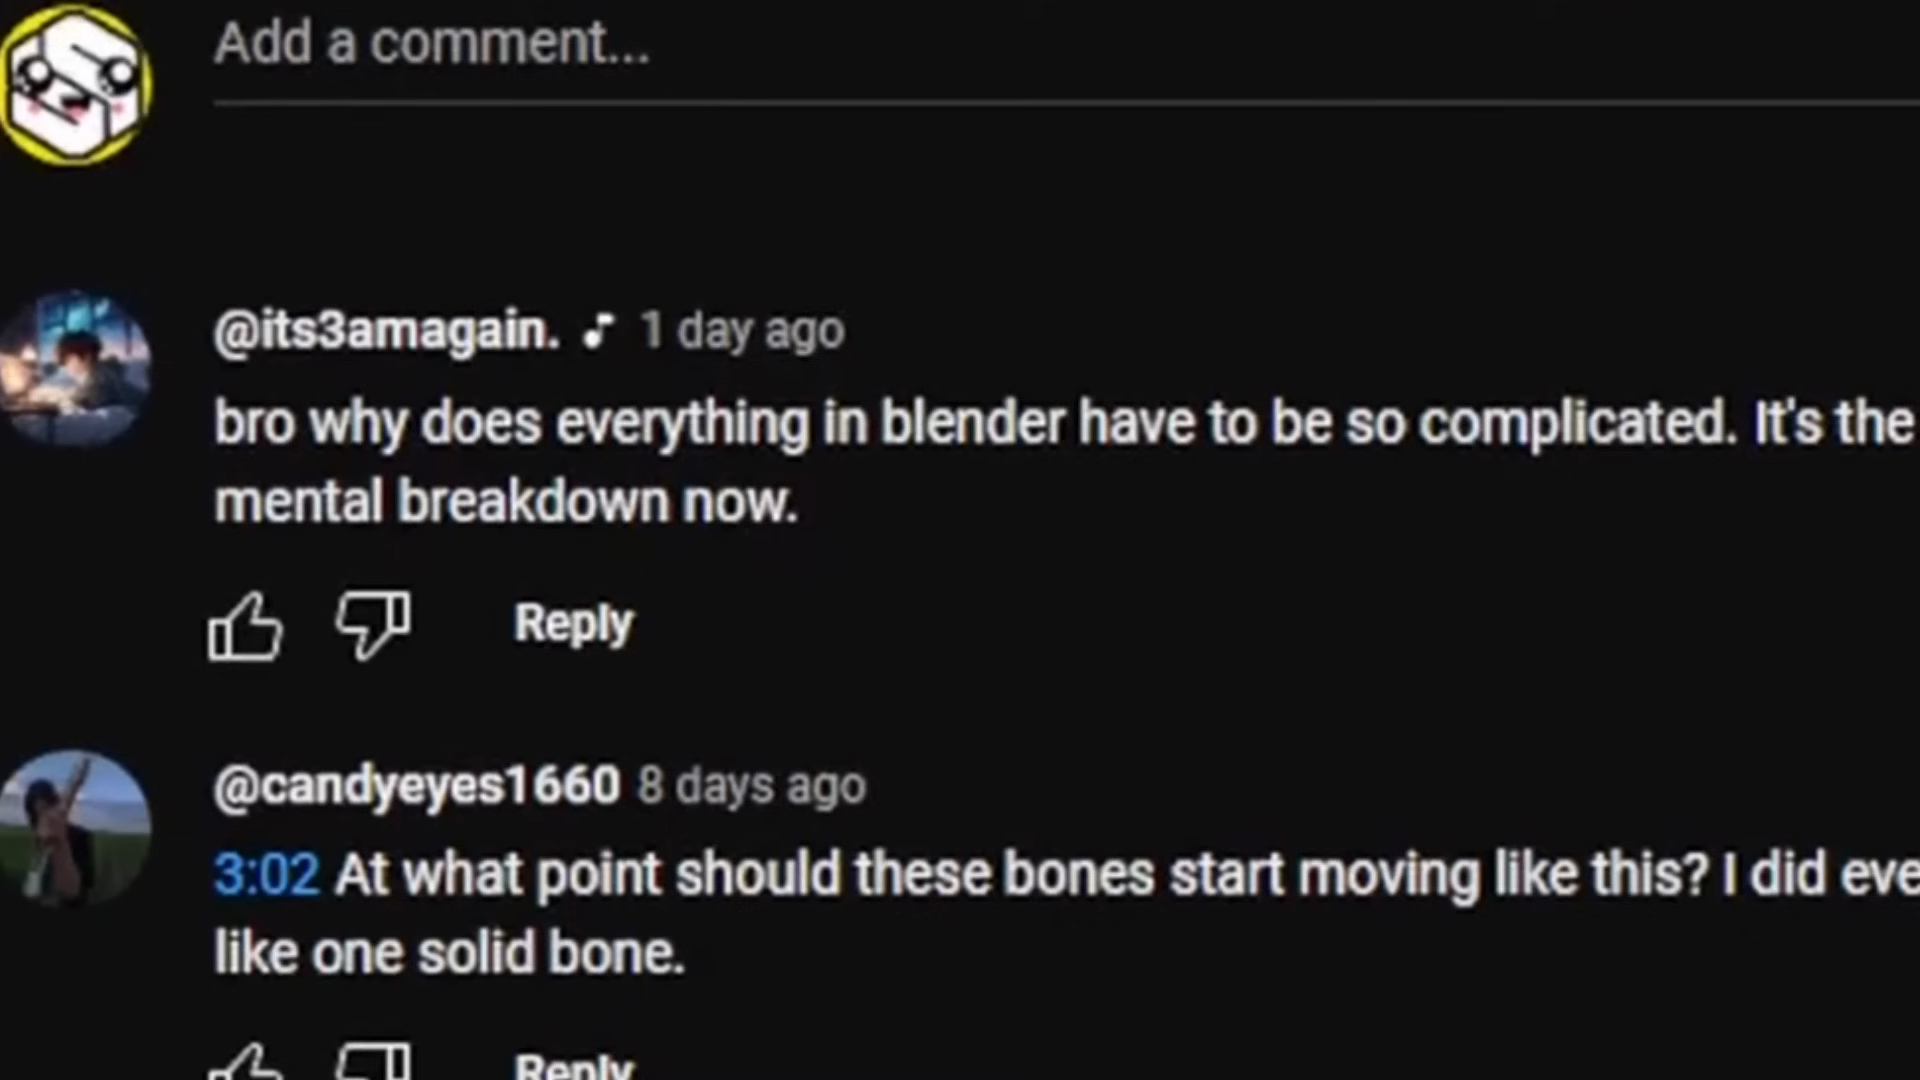 Add a comment...
@its3amagain. 1 day ago
bro why does everything in blender have to be so complicated. It's the
mental breakdown now.
Reply
@candyeyes1660 8 days ago
3:02 At what point should these bones start moving like this? I did eve
like one solid bone.
Reply